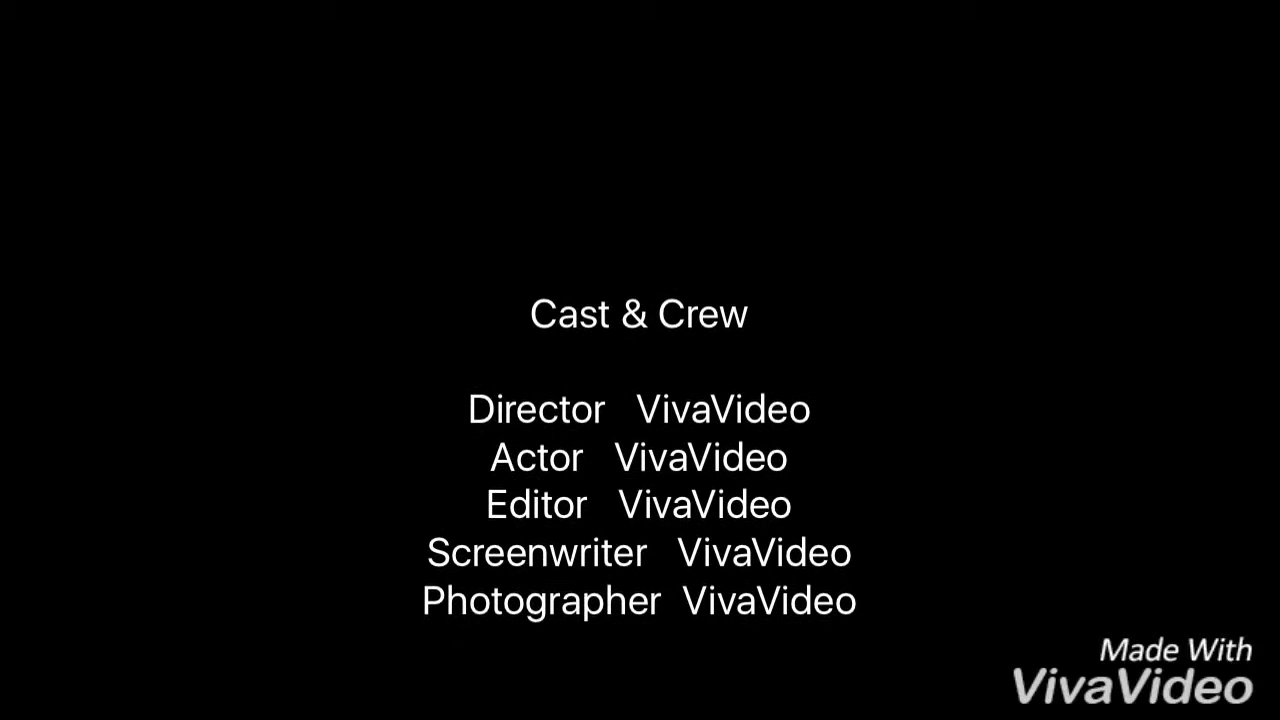 Cast & Crew
Director VivaVideo
Actor VivaVideo
Editor VivaVideo
Screenwriter VivaVideo
Photographer VivaVideo
Made With
VivaVideo